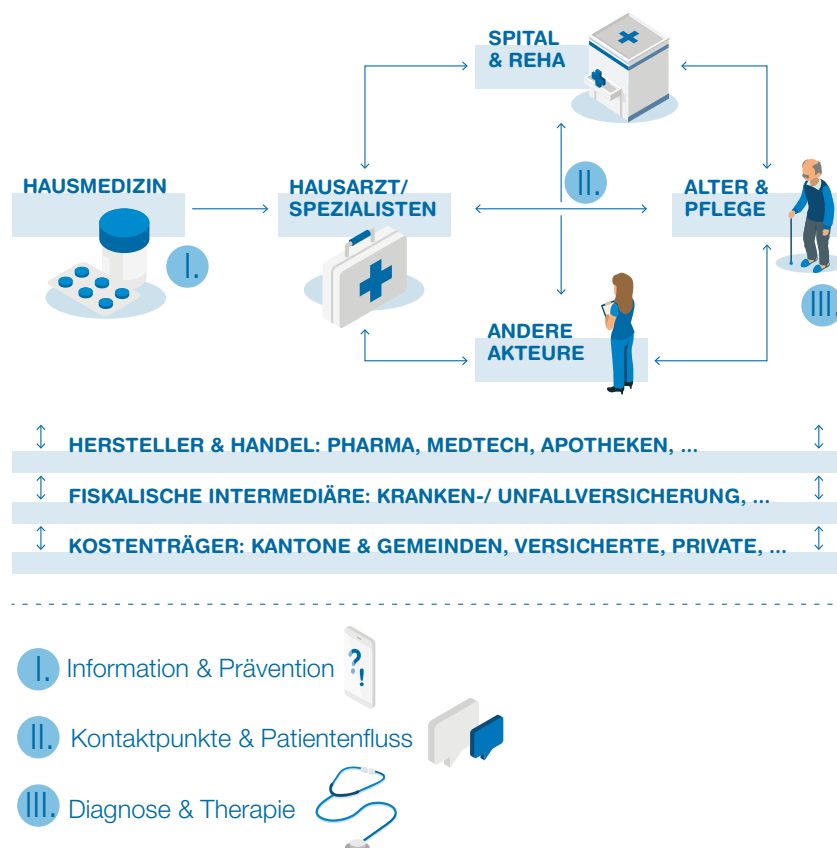 SPITAL
& REHA
HAUSMEDIZIN
HAUSARZT/
SPEZIALISTEN
II.
ALTER &
PFLEGE
I.
III.
ANDERE
AKTEURE
HERSTELLER & HANDEL: PHARMA, MEDTECH, APOTHEKEN, ...
FISKALISCHE INTERMEDIÄRE: KRANKEN-/ UNFALLVERSICHERUNG, ...
KOSTENTRÄGER: KANTONE & GEMEINDEN, VERSICHERTE, PRIVATE, ...
I. Information & Prävention
?!
II. Kontaktpunkte & Patientenfluss
III. Diagnose & Therapie